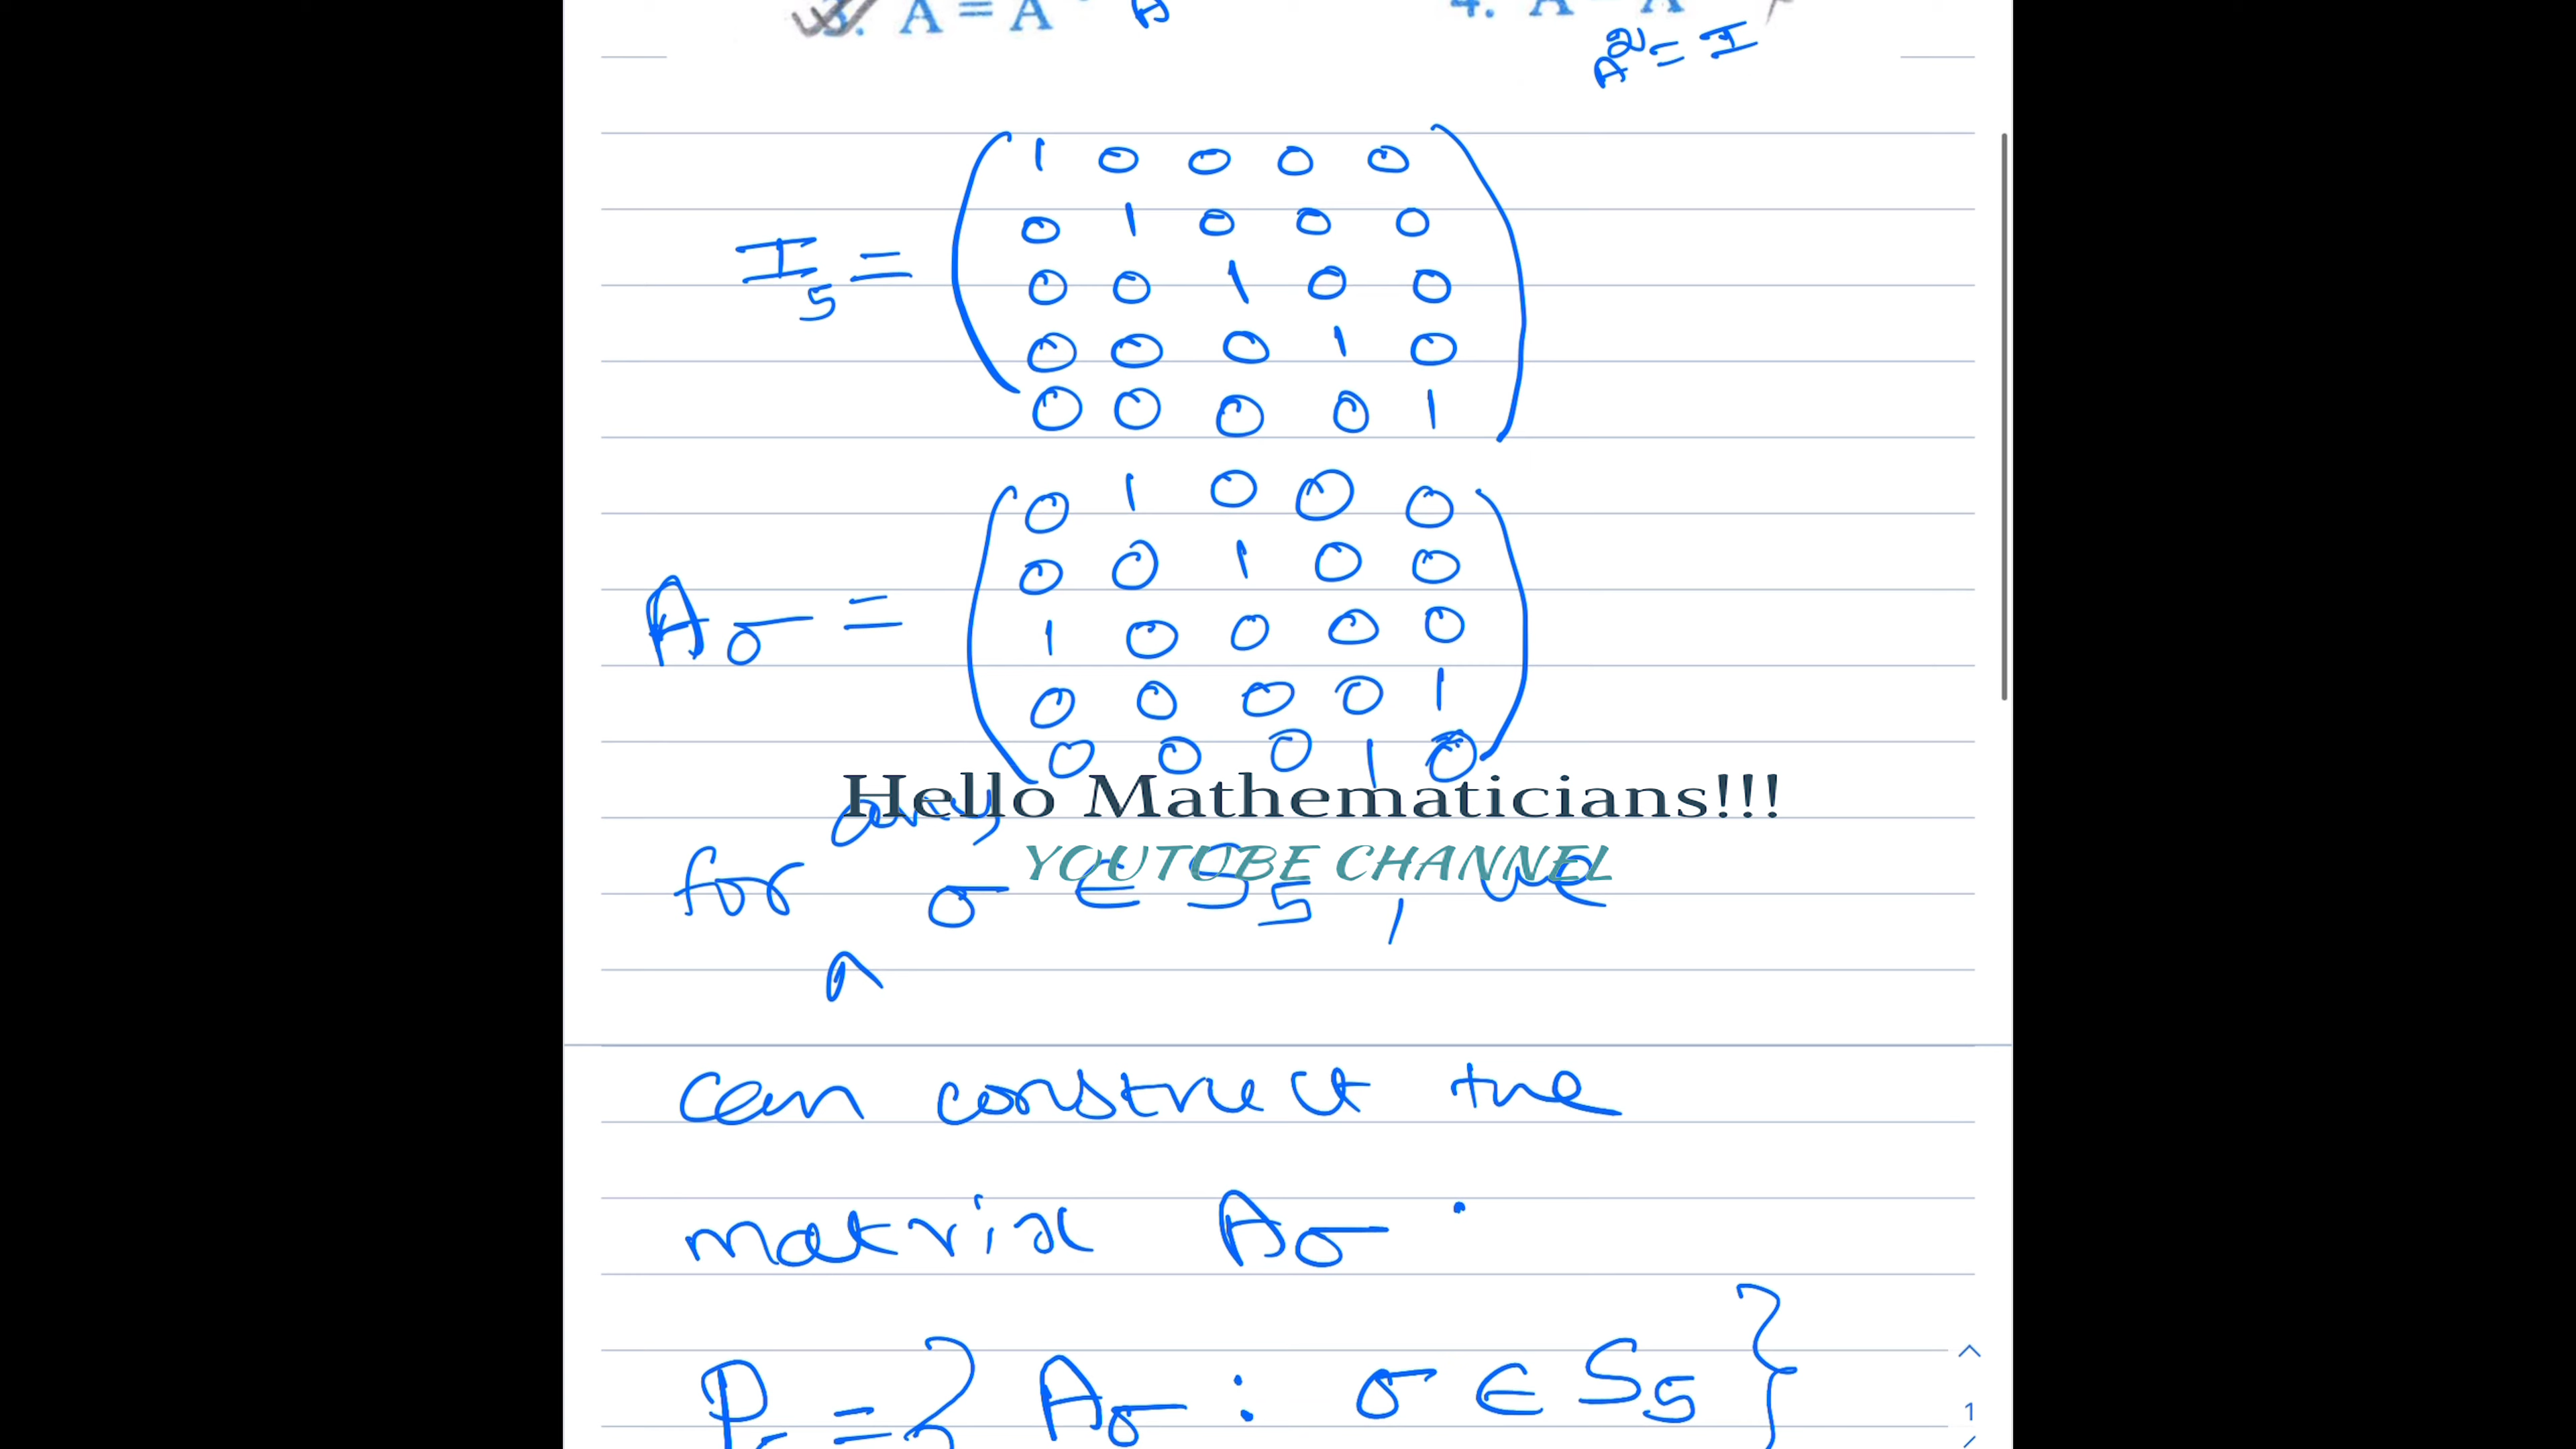 3. A = A
4.
A² = I
1 0 0 0 0
0 1 0 0 0
I₅ = 0 0 1 0 0
0 0 0 1 0
0 0 0 0 1
0 1 0 0 0
0 0 1 0 0
Aσ = 1 0 0 0 0
0 0 0 0 1
0 0 0 1 0
Hello Mathematicians!!!
YOUTUBE CHANNEL
for any σ ∈ S₅, we
can construct the
matrix Aσ.
= { Aσ : σ ∈ S₅ }
1